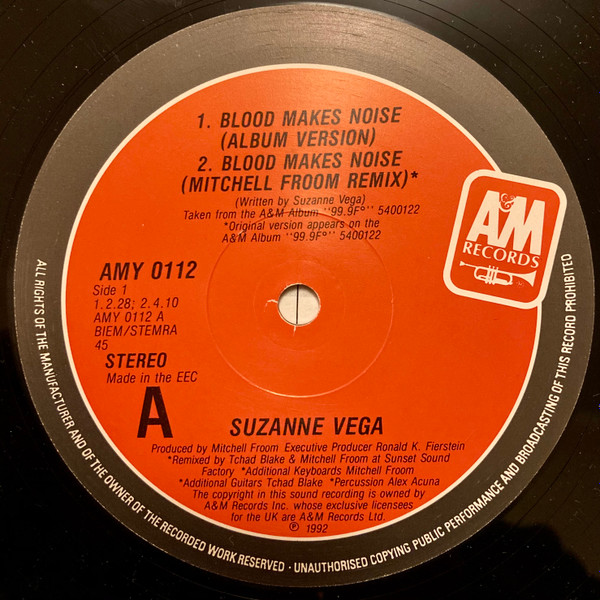 1. BLOOD MAKES NOISE
(ALBUM VERSION)
2. BLOOD MAKES NOISE
(MITCHELL FROOM REMIX)*
(Written by Suzanne Vega)
Taken from the A&M Album "99.9F°" 5400122
*Original version appears on the
A&M Album "99.9F°" 5400122
A&M
RECORDS
AMY 0112
Side 1
1. 2.28; 2. 4.10
AMY 0112 A
BIEM/STEMRA
45
STEREO
Made in the EEC
A
SUZANNE VEGA
Produced by Mitchell Froom Executive Producer Ronald K. Fierstein
*Remixed by Tchad Blake & Mitchell Froom at Sunset Sound
Factory *Additional Keyboards Mitchell Froom
*Additional Guitars Tchad Blake *Percussion Alex Acuna
The copyright in this sound recording is owned by
A&M Records Inc. whose exclusive licensees
for the UK are A&M Records Ltd.
℗ 1992
ALL RIGHTS OF THE MANUFACTURER AND OF THE OWNER OF THE RECORDED WORK RESERVED · UNAUTHORISED COPYING PUBLIC PERFORMANCE AND BROADCASTING OF THIS RECORD PROHIBITED